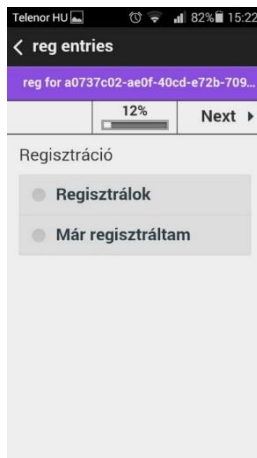 Telenor HU 82% 15:22
reg entries
reg for a0737c02-ae0f-40cd-e72b-709...
12% Next
Regisztráció
Regisztrálok
Már regisztráltam